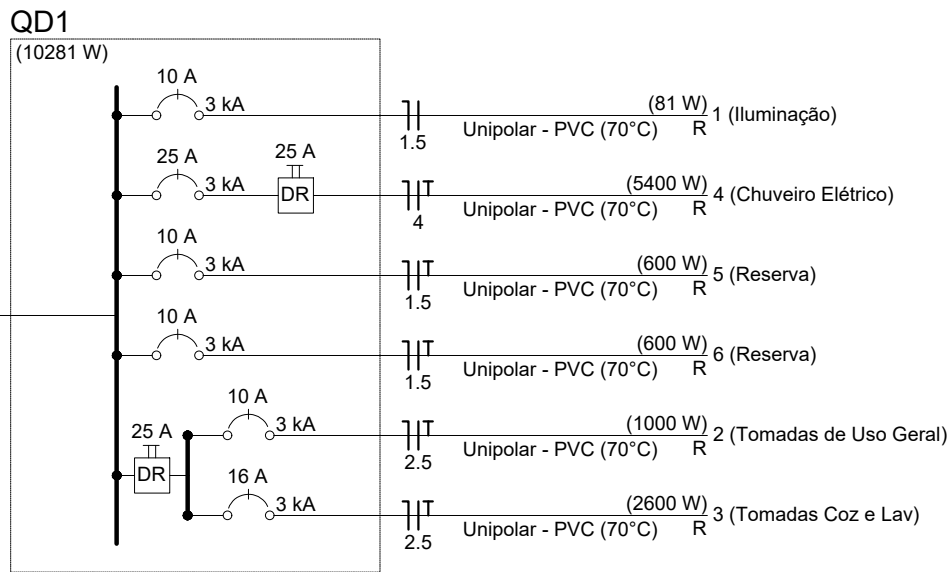 QD1
(10281 W)
10 A
3 kA
1.5
Unipolar - PVC (70°C)
(81 W)
R
1 (Iluminação)
25 A
3 kA
25 A
DR
T
4
Unipolar - PVC (70°C)
(5400 W)
R
4 (Chuveiro Elétrico)
10 A
3 kA
T
1.5
Unipolar - PVC (70°C)
(600 W)
R
5 (Reserva)
10 A
3 kA
T
1.5
Unipolar - PVC (70°C)
(600 W)
R
6 (Reserva)
25 A
DR
10 A
3 kA
T
2.5
Unipolar - PVC (70°C)
(1000 W)
R
2 (Tomadas de Uso Geral)
16 A
3 kA
T
2.5
Unipolar - PVC (70°C)
(2600 W)
R
3 (Tomadas Coz e Lav)